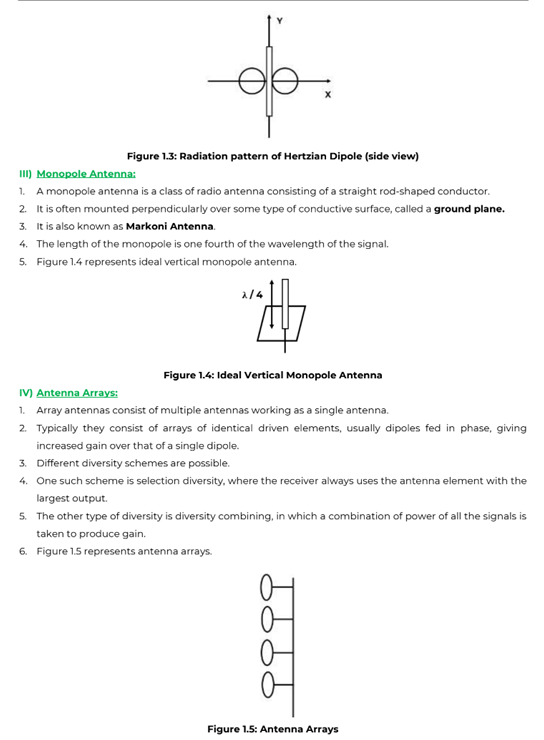 Y
X
Figure 1.3: Radiation pattern of Hertzian Dipole (side view)
III) Monopole Antenna:
1. A monopole antenna is a class of radio antenna consisting of a straight rod-shaped conductor.
2. It is often mounted perpendicularly over some type of conductive surface, called a ground plane.
3. It is also known as Markoni Antenna.
4. The length of the monopole is one fourth of the wavelength of the signal.
5. Figure 1.4 represents ideal vertical monopole antenna.
λ / 4
Figure 1.4: Ideal Vertical Monopole Antenna
IV) Antenna Arrays:
1. Array antennas consist of multiple antennas working as a single antenna.
2. Typically they consist of arrays of identical driven elements, usually dipoles fed in phase, giving
increased gain over that of a single dipole.
3. Different diversity schemes are possible.
4. One such scheme is selection diversity, where the receiver always uses the antenna element with the
largest output.
5. The other type of diversity is diversity combining, in which a combination of power of all the signals is
taken to produce gain.
6. Figure 1.5 represents antenna arrays.
Figure 1.5: Antenna Arrays